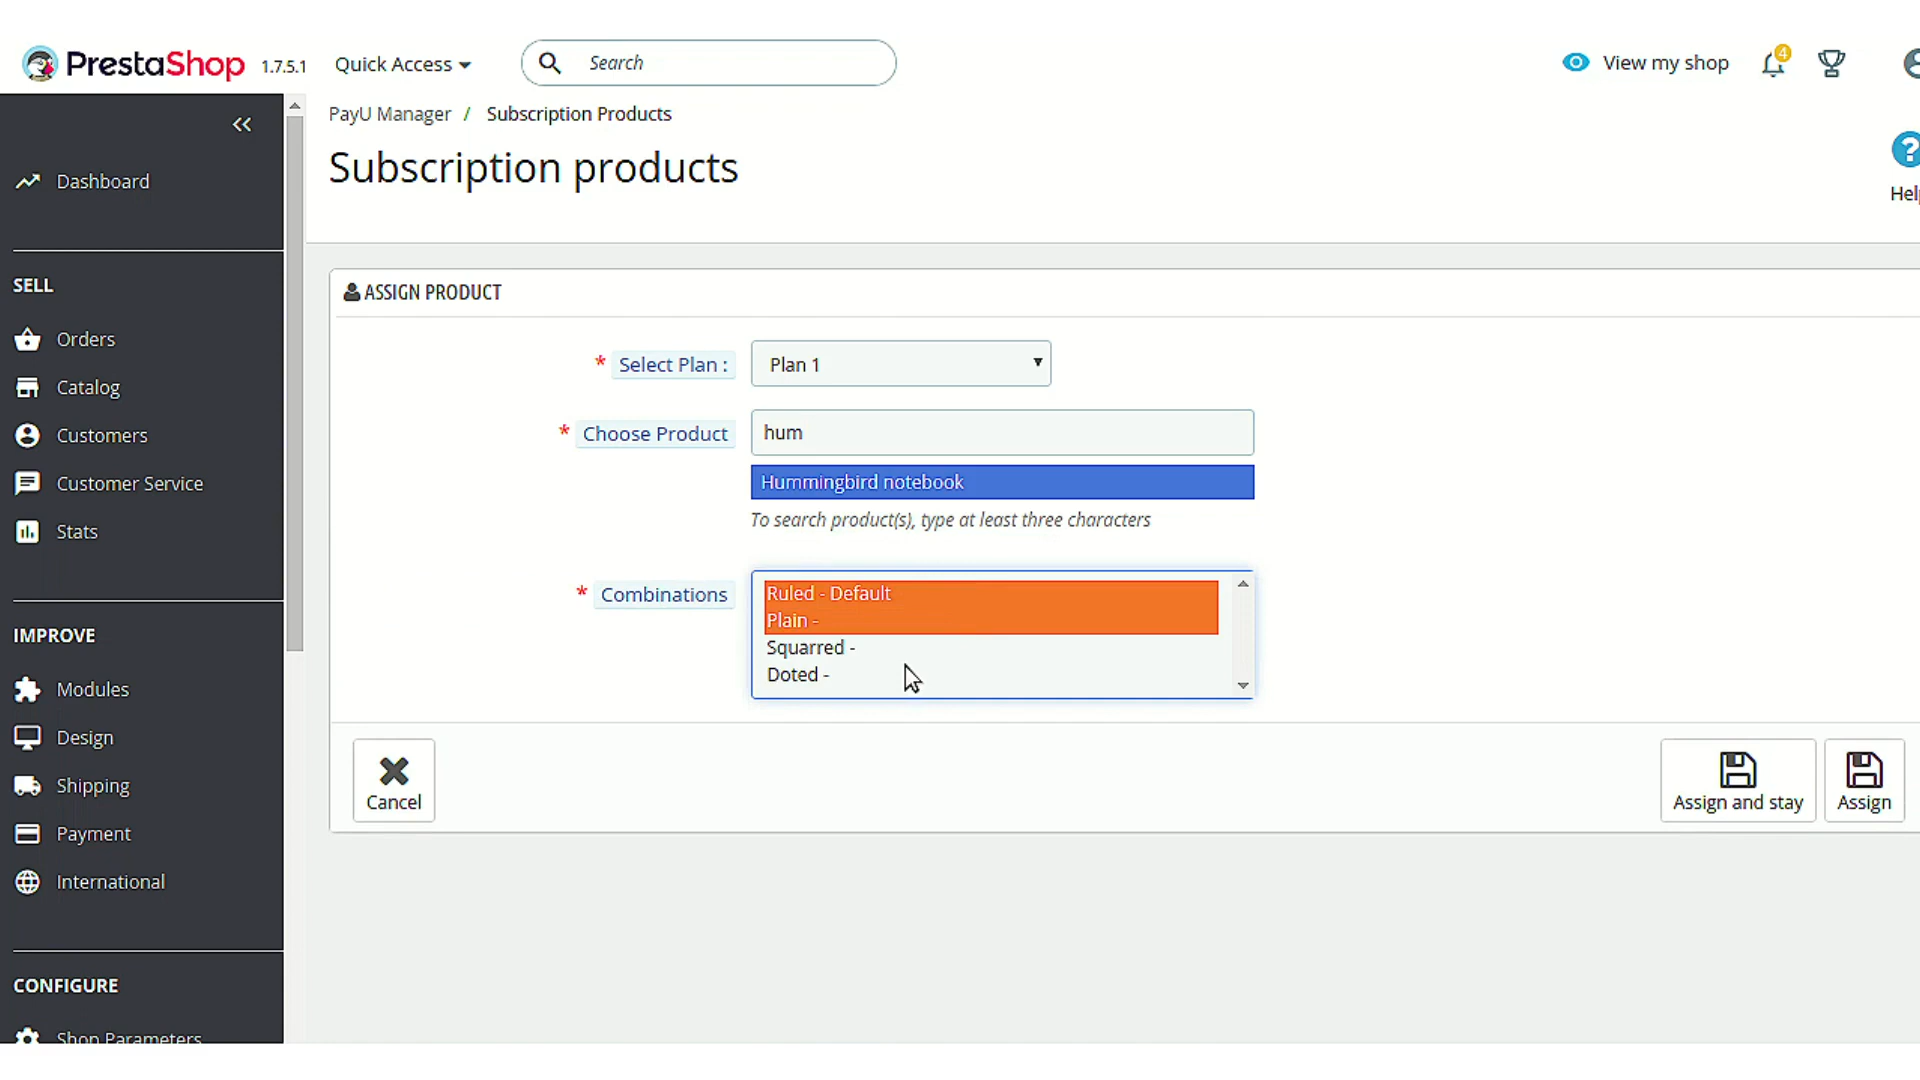 PrestaShop 1.7.5.1 Quick Access Search View my shop 4
PayU Manager / Subscription Products
Subscription products
Help
Dashboard
SELL
Orders
Catalog
Customers
Customer Service
Stats
IMPROVE
Modules
Design
Shipping
Payment
International
CONFIGURE
Shop Parameters
ASSIGN PRODUCT
* Select Plan : Plan 1
* Choose Product hum
Hummingbird notebook
To search product(s), type at least three characters
* Combinations
Ruled - Default
Plain -
Squarred -
Doted -
Cancel
Assign and stay
Assign